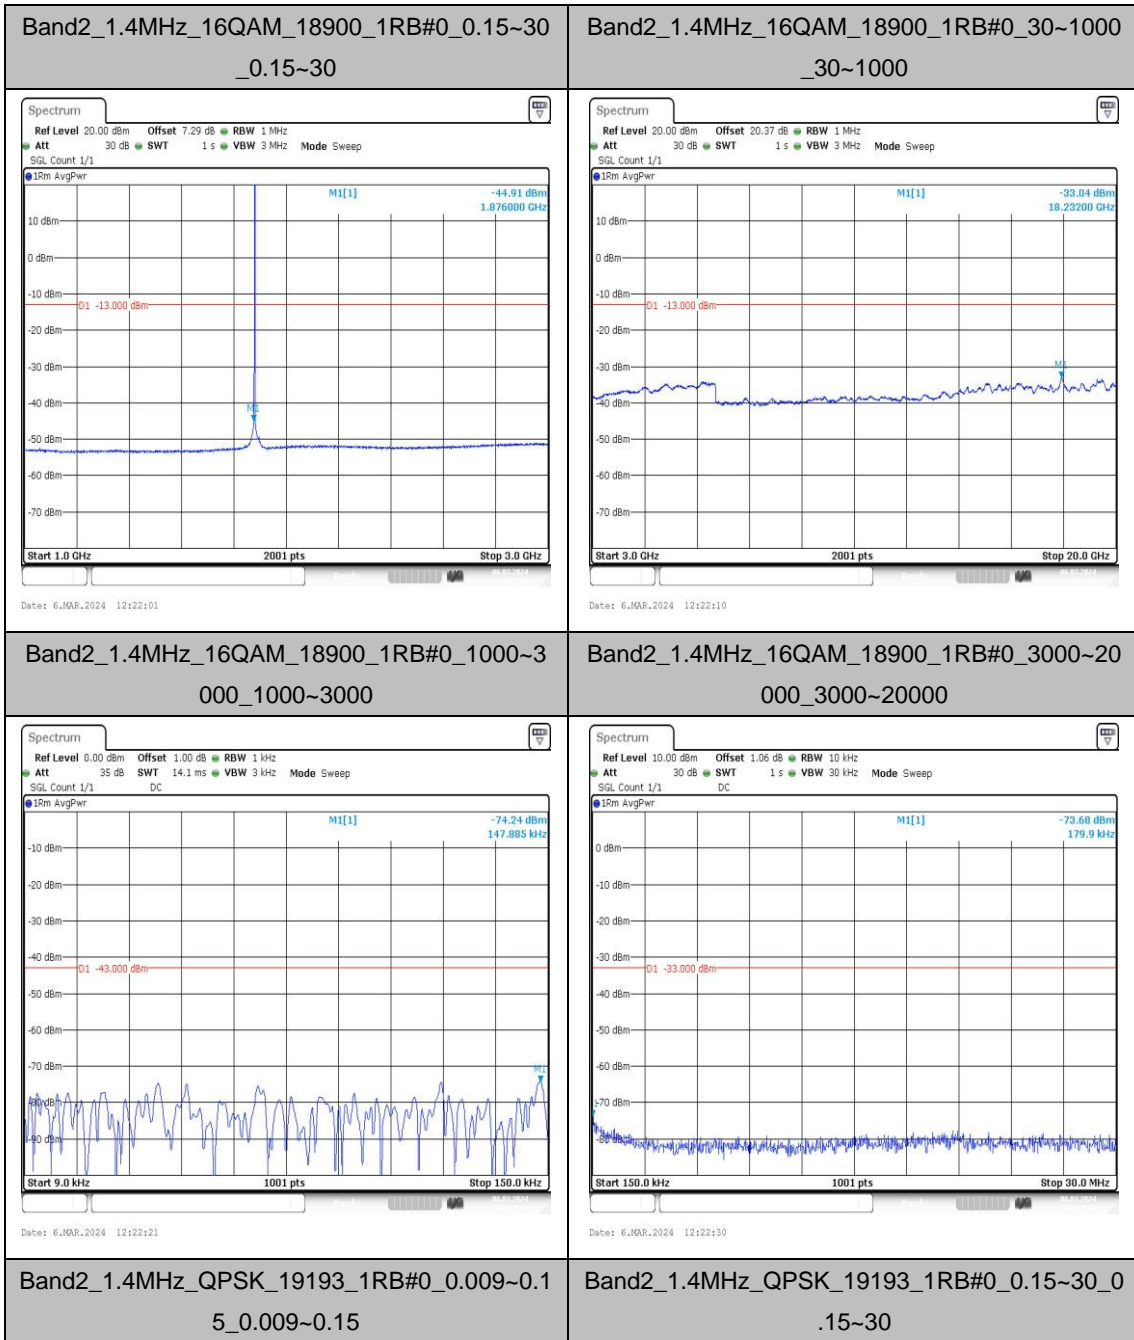 Band2_1.4MHz_16QAM_18900_1RB#0_0.15~30
_0.15~30
Band2_1.4MHz_16QAM_18900_1RB#0_30~1000
_30~1000
Spectrum
Ref Level 20.00 dBm Offset 7.29 dB RBW 1 MHz
Att 30 dB SWT 1 s VBW 3 MHz Mode Sweep
SGL Count 1/1
1Rm AvgPwr
M1[1] -44.91 dBm
1.876000 GHz
10 dBm
0 dBm
-10 dBm
D1 -13.000 dBm
-20 dBm
-30 dBm
-40 dBm
M1
-50 dBm
-60 dBm
-70 dBm
Start 1.0 GHz 2001 pts Stop 3.0 GHz
Date: 6.MAR.2024 12:22:01
Spectrum
Ref Level 20.00 dBm Offset 20.37 dB RBW 1 MHz
Att 30 dB SWT 1 s VBW 3 MHz Mode Sweep
SGL Count 1/1
1Rm AvgPwr
M1[1] -33.04 dBm
18.23200 GHz
10 dBm
0 dBm
-10 dBm
D1 -13.000 dBm
-20 dBm
-30 dBm
M1
-40 dBm
-50 dBm
-60 dBm
-70 dBm
Start 3.0 GHz 2001 pts Stop 20.0 GHz
Date: 6.MAR.2024 12:22:10
Band2_1.4MHz_16QAM_18900_1RB#0_1000~3
000_1000~3000
Band2_1.4MHz_16QAM_18900_1RB#0_3000~20
000_3000~20000
Spectrum
Ref Level 0.00 dBm Offset 1.00 dB RBW 1 kHz
Att 35 dB SWT 14.1 ms VBW 3 kHz Mode Sweep
SGL Count 1/1 DC
1Rm AvgPwr
M1[1] -74.24 dBm
147.885 kHz
-10 dBm
-20 dBm
-30 dBm
-40 dBm
D1 -43.000 dBm
-50 dBm
-60 dBm
-70 dBm
M1
-80 dBm
-90 dBm
Start 9.0 kHz 1001 pts Stop 150.0 kHz
Date: 6.MAR.2024 12:22:21
Spectrum
Ref Level 10.00 dBm Offset 1.06 dB RBW 10 kHz
Att 30 dB SWT 1 s VBW 30 kHz Mode Sweep
SGL Count 1/1 DC
1Rm AvgPwr
M1[1] -73.68 dBm
179.9 kHz
0 dBm
-10 dBm
-20 dBm
-30 dBm
D1 -33.000 dBm
-40 dBm
-50 dBm
-60 dBm
-70 dBm
-80 dBm
Start 150.0 kHz 1001 pts Stop 30.0 MHz
Date: 6.MAR.2024 12:22:30
Band2_1.4MHz_QPSK_19193_1RB#0_0.009~0.1
5_0.009~0.15
Band2_1.4MHz_QPSK_19193_1RB#0_0.15~30_0
.15~30